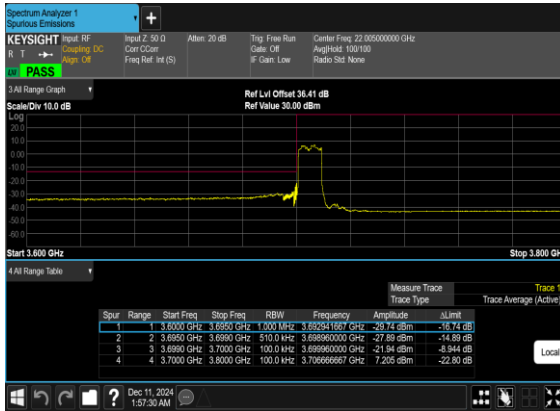 Spectrum Analyzer 1
Spurious Emissions
+
KEYSIGHT Input: RF
R T Coupling: DC
Align: Off
LXI PASS
Input Z: 50 Ω
Corr CCorr
Freq Ref: Int (S)
Atten: 20 dB
Trig: Free Run
Gate: Off
IF Gain: Low
Center Freq: 22.005000000 GHz
Avg|Hold: 100/100
Radio Std: None
3 All Range Graph
Scale/Div 10.0 dB
Ref Lvl Offset 36.41 dB
Ref Value 30.00 dBm
Log
20.0
10.0
0.00
-10.0
-20.0
-30.0
-40.0
-50.0
-60.0
Start 3.600 GHz
Stop 3.800 GH
4 All Range Table
Measure Trace Trace 1
Trace Type Trace Average (Active)
Spur Range Start Freq Stop Freq RBW Frequency Amplitude ΔLimit
1 1 3.6000 GHz 3.6950 GHz 1.000 MHz 3.692941667 GHz -29.74 dBm -16.74 dB
2 2 3.6950 GHz 3.6990 GHz 510.0 kHz 3.698960000 GHz -27.89 dBm -14.89 dB
3 3 3.6990 GHz 3.7000 GHz 100.0 kHz 3.699960000 GHz -21.94 dBm -8.944 dB
4 4 3.7000 GHz 3.8000 GHz 100.0 kHz 3.706666667 GHz 7.205 dBm -22.80 dB
Local
?
Dec 11, 2024
1:57:30 AM